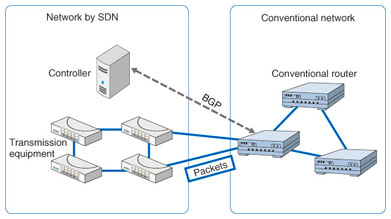 Network by SDN
Conventional network
Controller
Conventional router
BGP
Transmission
equipment
Packets